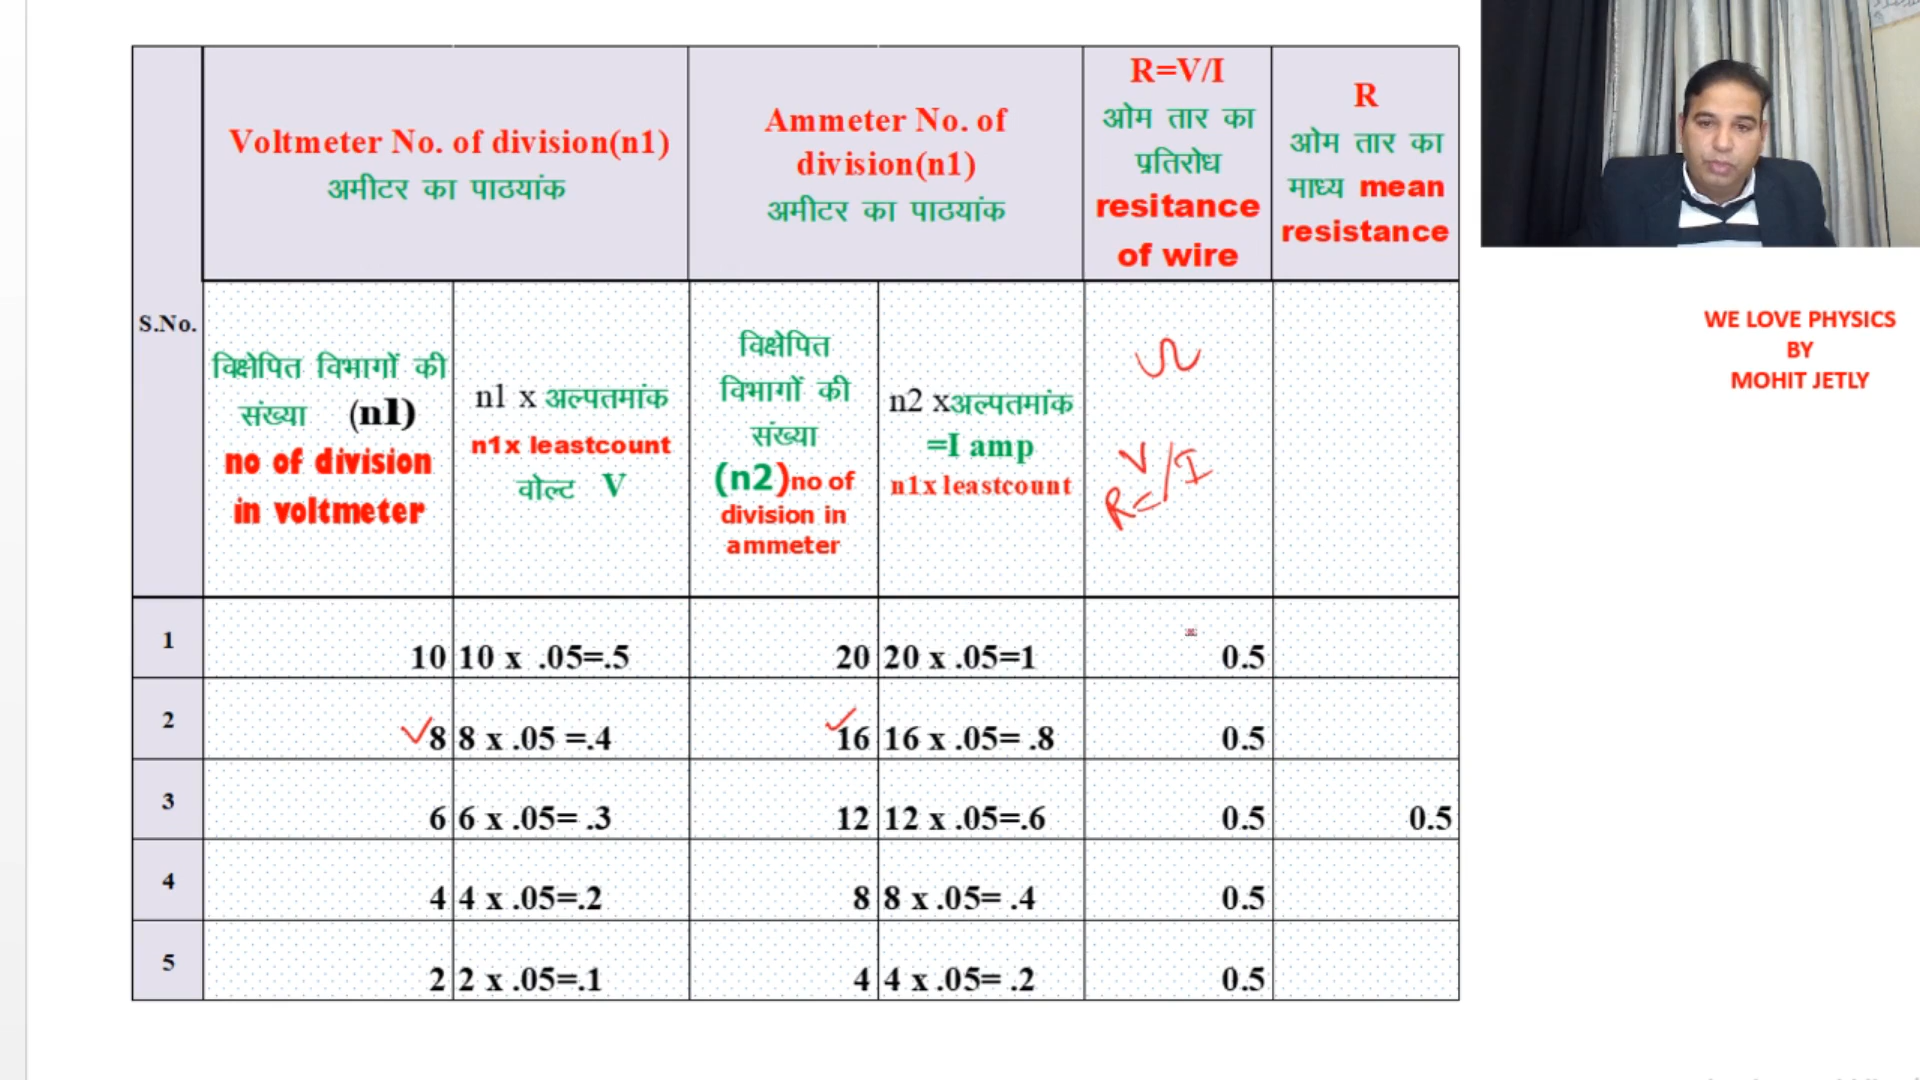 S.No.
Voltmeter No. of division(n1)
अमीटर का पाठयांक
Ammeter No. of
division(n1)
अमीटर का पाठयांक
R=V/I
ओम तार का
प्रतिरोध
resitance
of wire
R
ओम तार का
माध्य mean
resistance
विक्षेपित विभागों की
संख्या (n1)
no of division
in voltmeter
n1 x अल्पतमांक
n1x leastcount
वोल्ट V
विक्षेपित
विभागों की
संख्या
(n2)no of
division in
ammeter
n2 xअल्पतमांक
=I amp
n1x leastcount
Ω
R=V/I
1 10 10 x .05=.5 20 20 x .05=1 0.5
2 8 8 x .05 =.4 16 16 x .05= .8 0.5
3 6 6 x .05= .3 12 12 x .05=.6 0.5 0.5
4 4 4 x .05=.2 8 8 x .05= .4 0.5
5 2 2 x .05=.1 4 4 x .05= .2 0.5
WE LOVE PHYSICS
BY
MOHIT JETLY